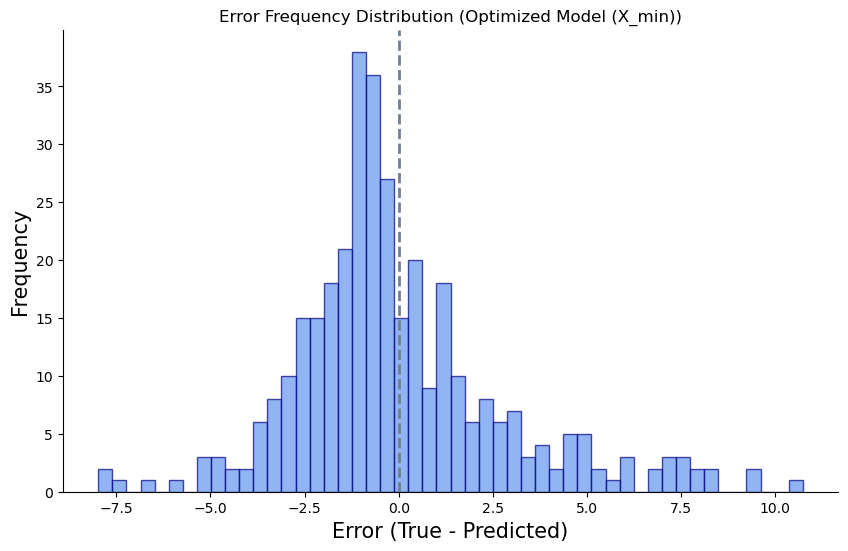 Error Frequency Distribution (Optimized Model (X_min))
Frequency
35
30
25
20
15
10
5
0
−7.5 −5.0 −2.5 0.0 2.5 5.0 7.5 10.0
Error (True - Predicted)